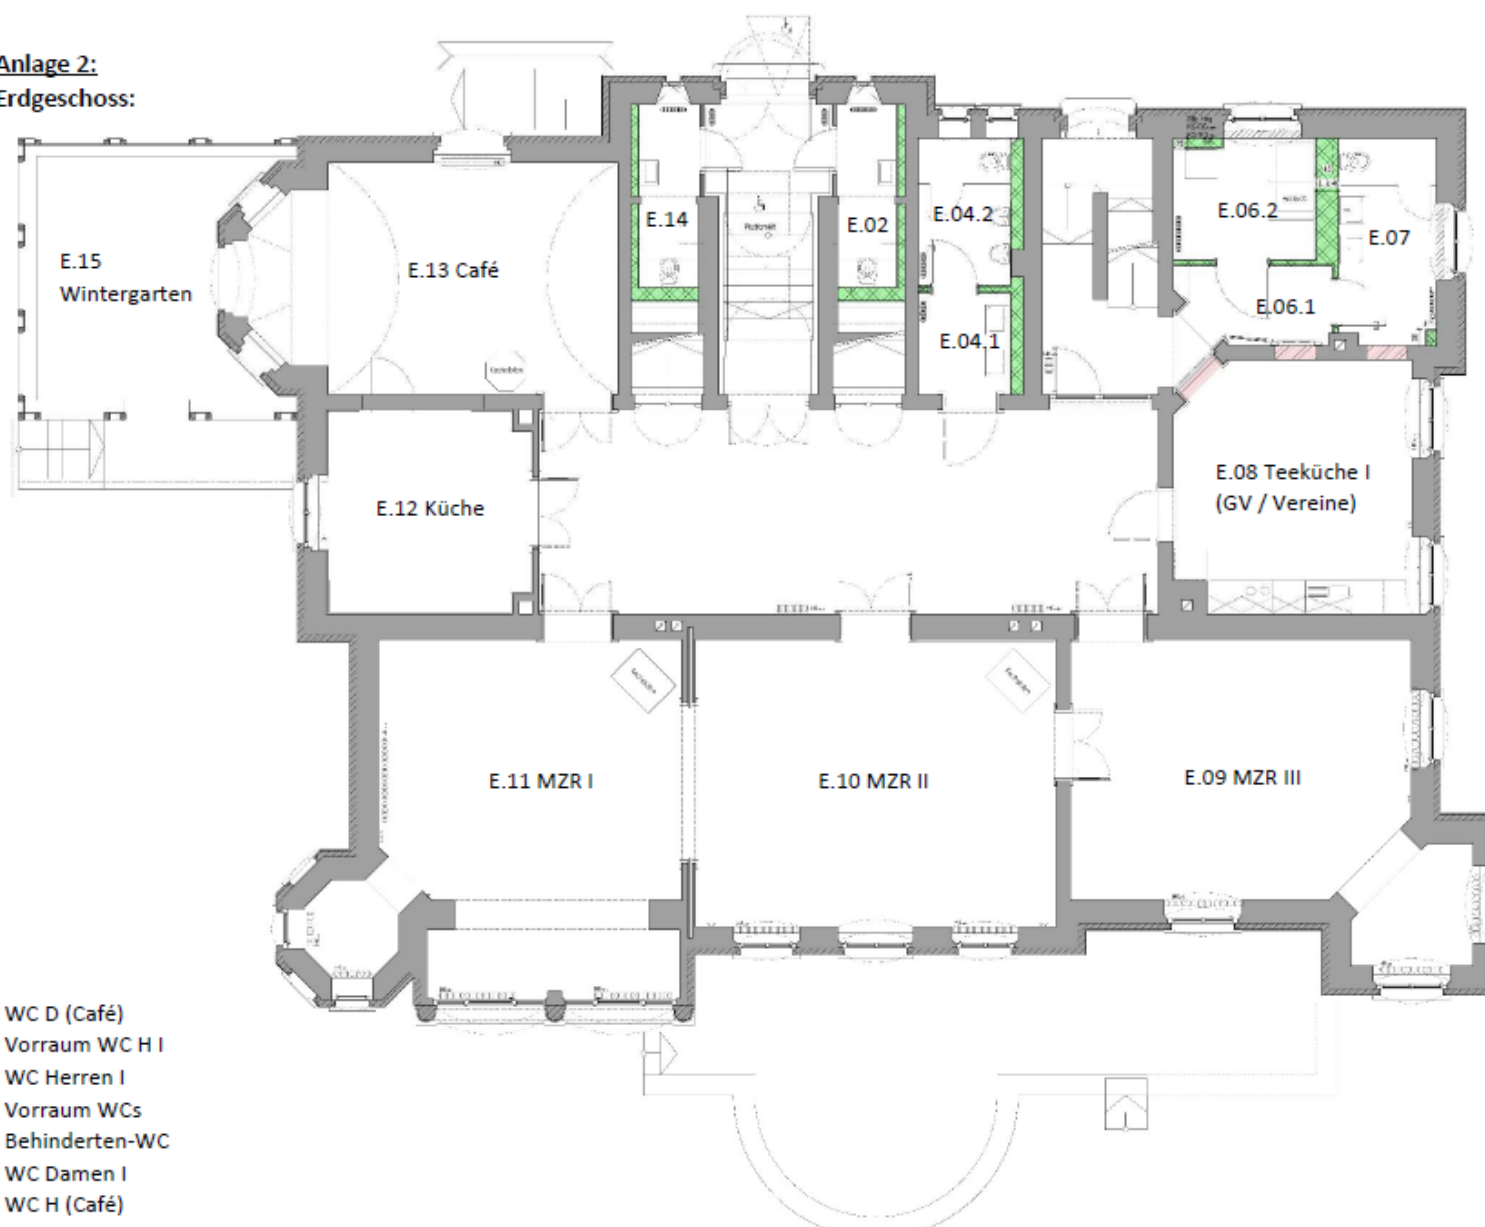 Anlage 2:
Erdgeschoss:
E.14
E.02
E.04.2
E.06.2
E.07
E.15
Wintergarten
E.13 Café
E.06.1
E.04.1
E.12 Küche
E.08 Teeküche I
(GV / Vereine)
E.11 MZR I
E.10 MZR II
E.09 MZR III
WC D (Café)
Vorraum WC H I
WC Herren I
Vorraum WCs
Behinderten-WC
WC Damen I
WC H (Café)